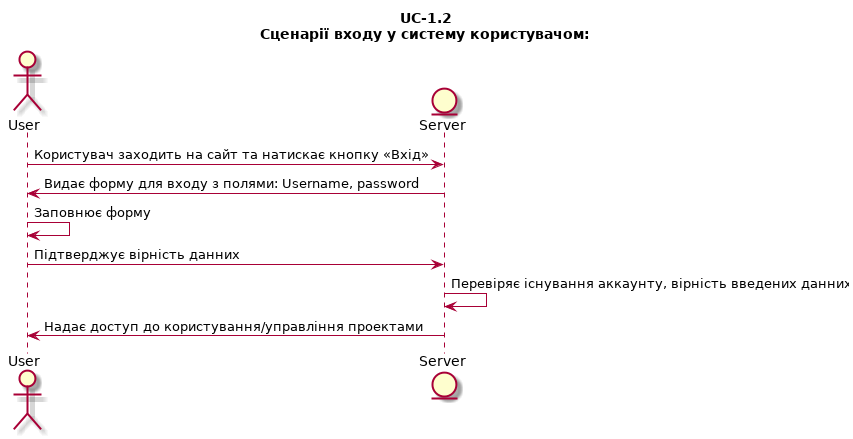 UC-1.2
Сценарії входу у систему користувачом:
User
Server
Користувач заходить на сайт та натискає кнопку «Вхід»
Видає форму для входу з полями: Username, password
Заповнює форму
Підтверджує вірність данних
Перевіряє існування аккаунту, вірність введених данних
Надає доступ до користування/управління проектами
User
Server